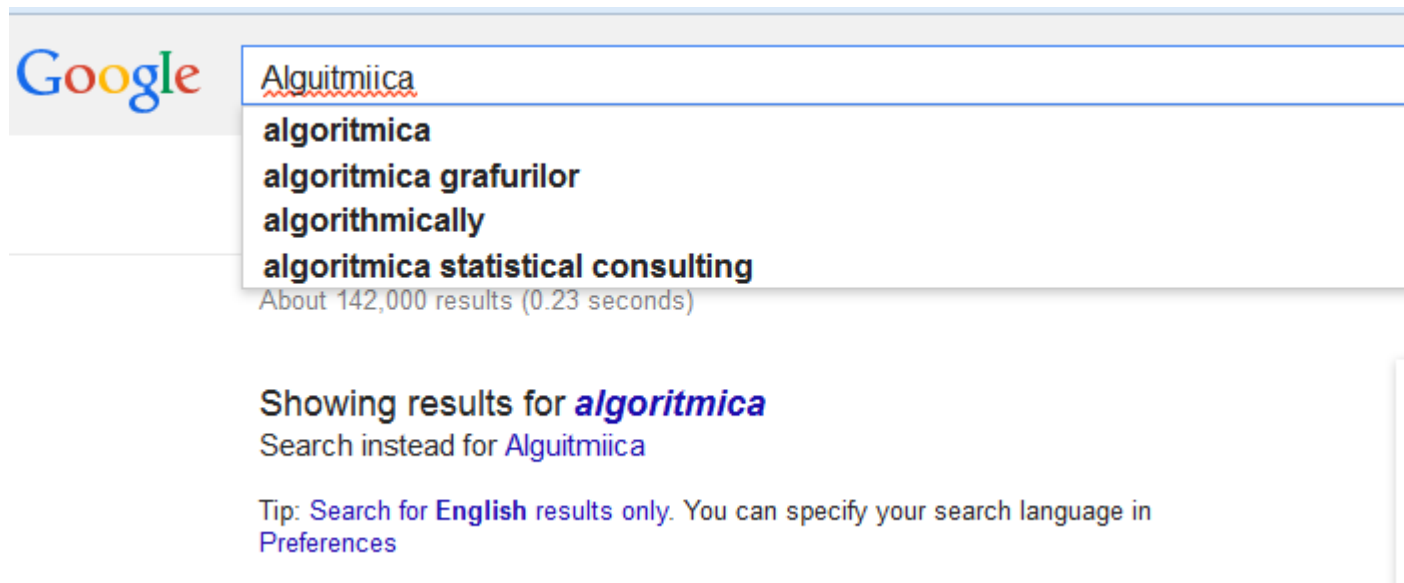 Google Alguitmiica
algoritmica
algoritmica grafurilor
algorithmically
algoritmica statistical consulting
About 142,000 results (0.23 seconds)
Showing results for algoritmica
Search instead for Alguitmiica
Tip: Search for English results only. You can specify your search language in
Preferences